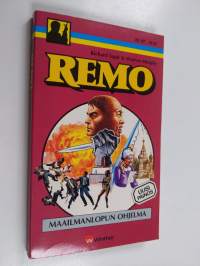 Richard Sapir & Warren Murphy
REMO
UUSI
PAINOS
MAAILMANLOPUN OHJELMA